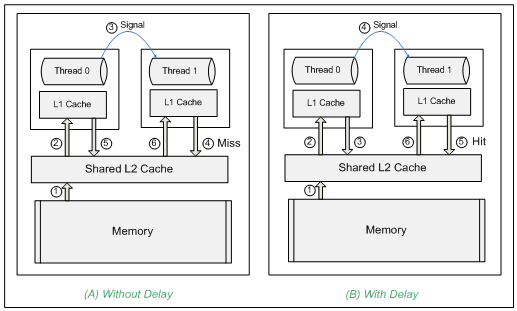 ③ Signal
Thread 0
Thread 1
L1 Cache
L1 Cache
② ⑤ ⑥ ④ Miss
Shared L2 Cache
①
Memory
(A) Without Delay
④ Signal
Thread 0
Thread 1
L1 Cache
L1 Cache
② ③ ⑥ ⑤ Hit
Shared L2 Cache
①
Memory
(B) With Delay